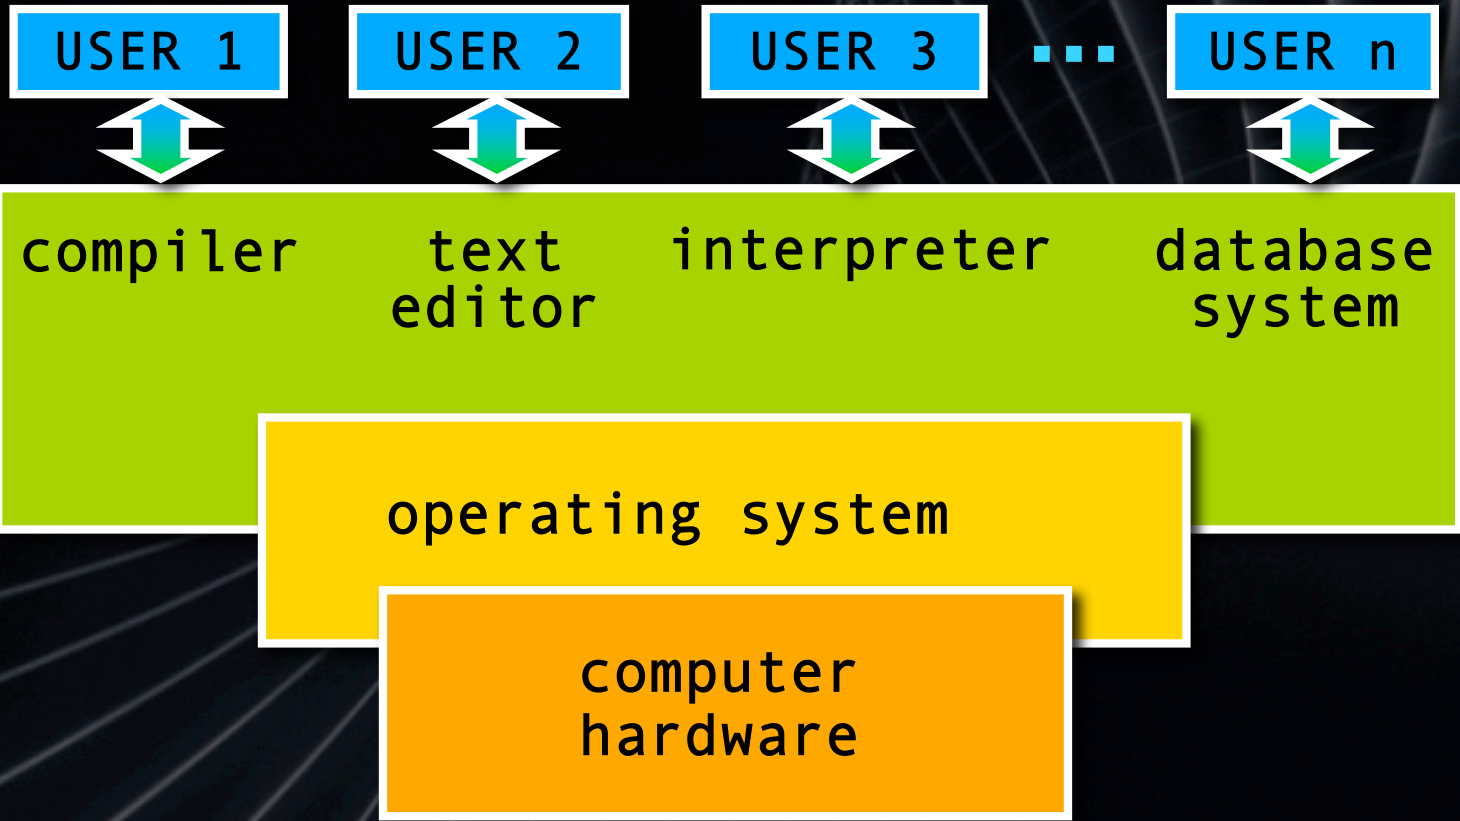 USER 1
USER 2
USER 3
...
USER n
compiler
text
editor
interpreter
database
system
operating system
computer
hardware